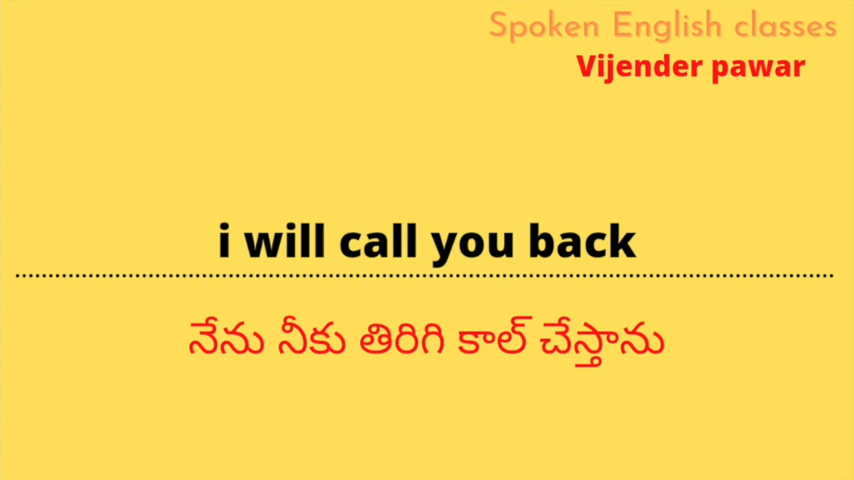 Spoken English classes
Vijender pawar
i will call you back
నేను నీకు తిరిగి కాల్ చేస్తాను